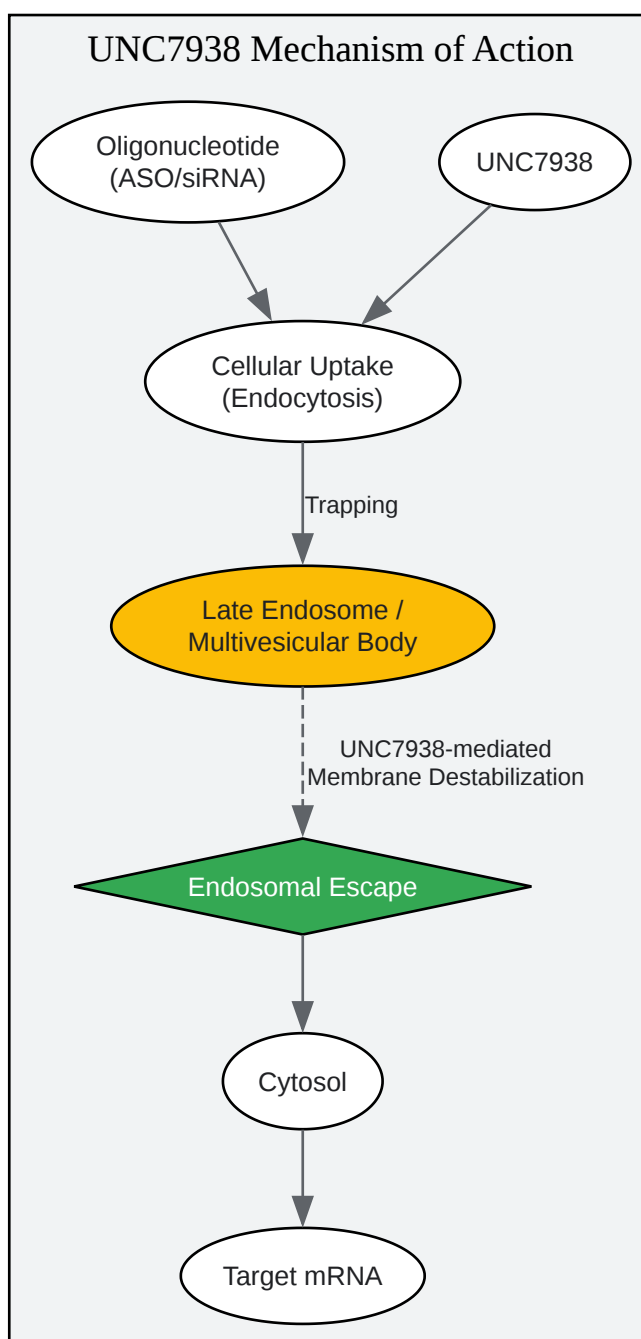 UNC7938 Mechanism of Action
Oligonucleotide
(ASO/siRNA)
UNC7938
Cellular Uptake
(Endocytosis)
Trapping
Late Endosome /
Multivesicular Body
UNC7938-mediated
Membrane Destabilization
Endosomal Escape
Cytosol
Target mRNA